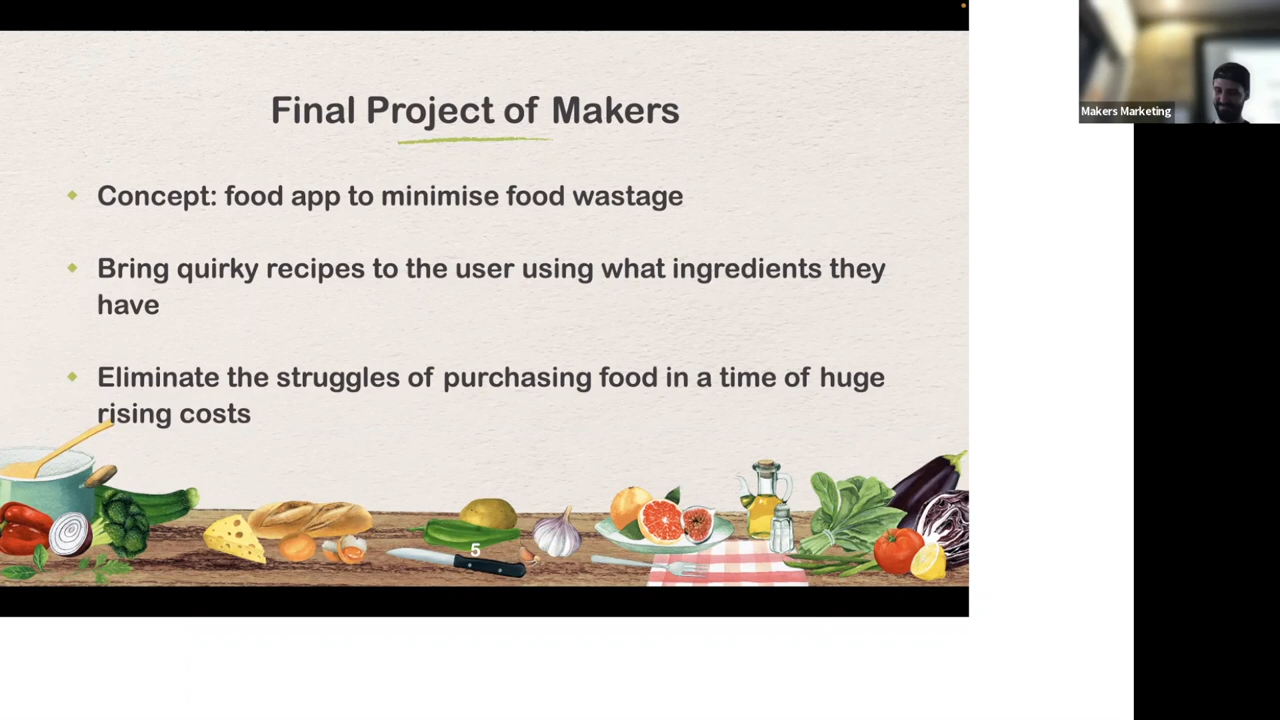 Final Project of Makers
Concept: food app to minimise food wastage
Bring quirky recipes to the user using what ingredients they
have
Eliminate the struggles of purchasing food in a time of huge
rising costs
5
Makers Marketing